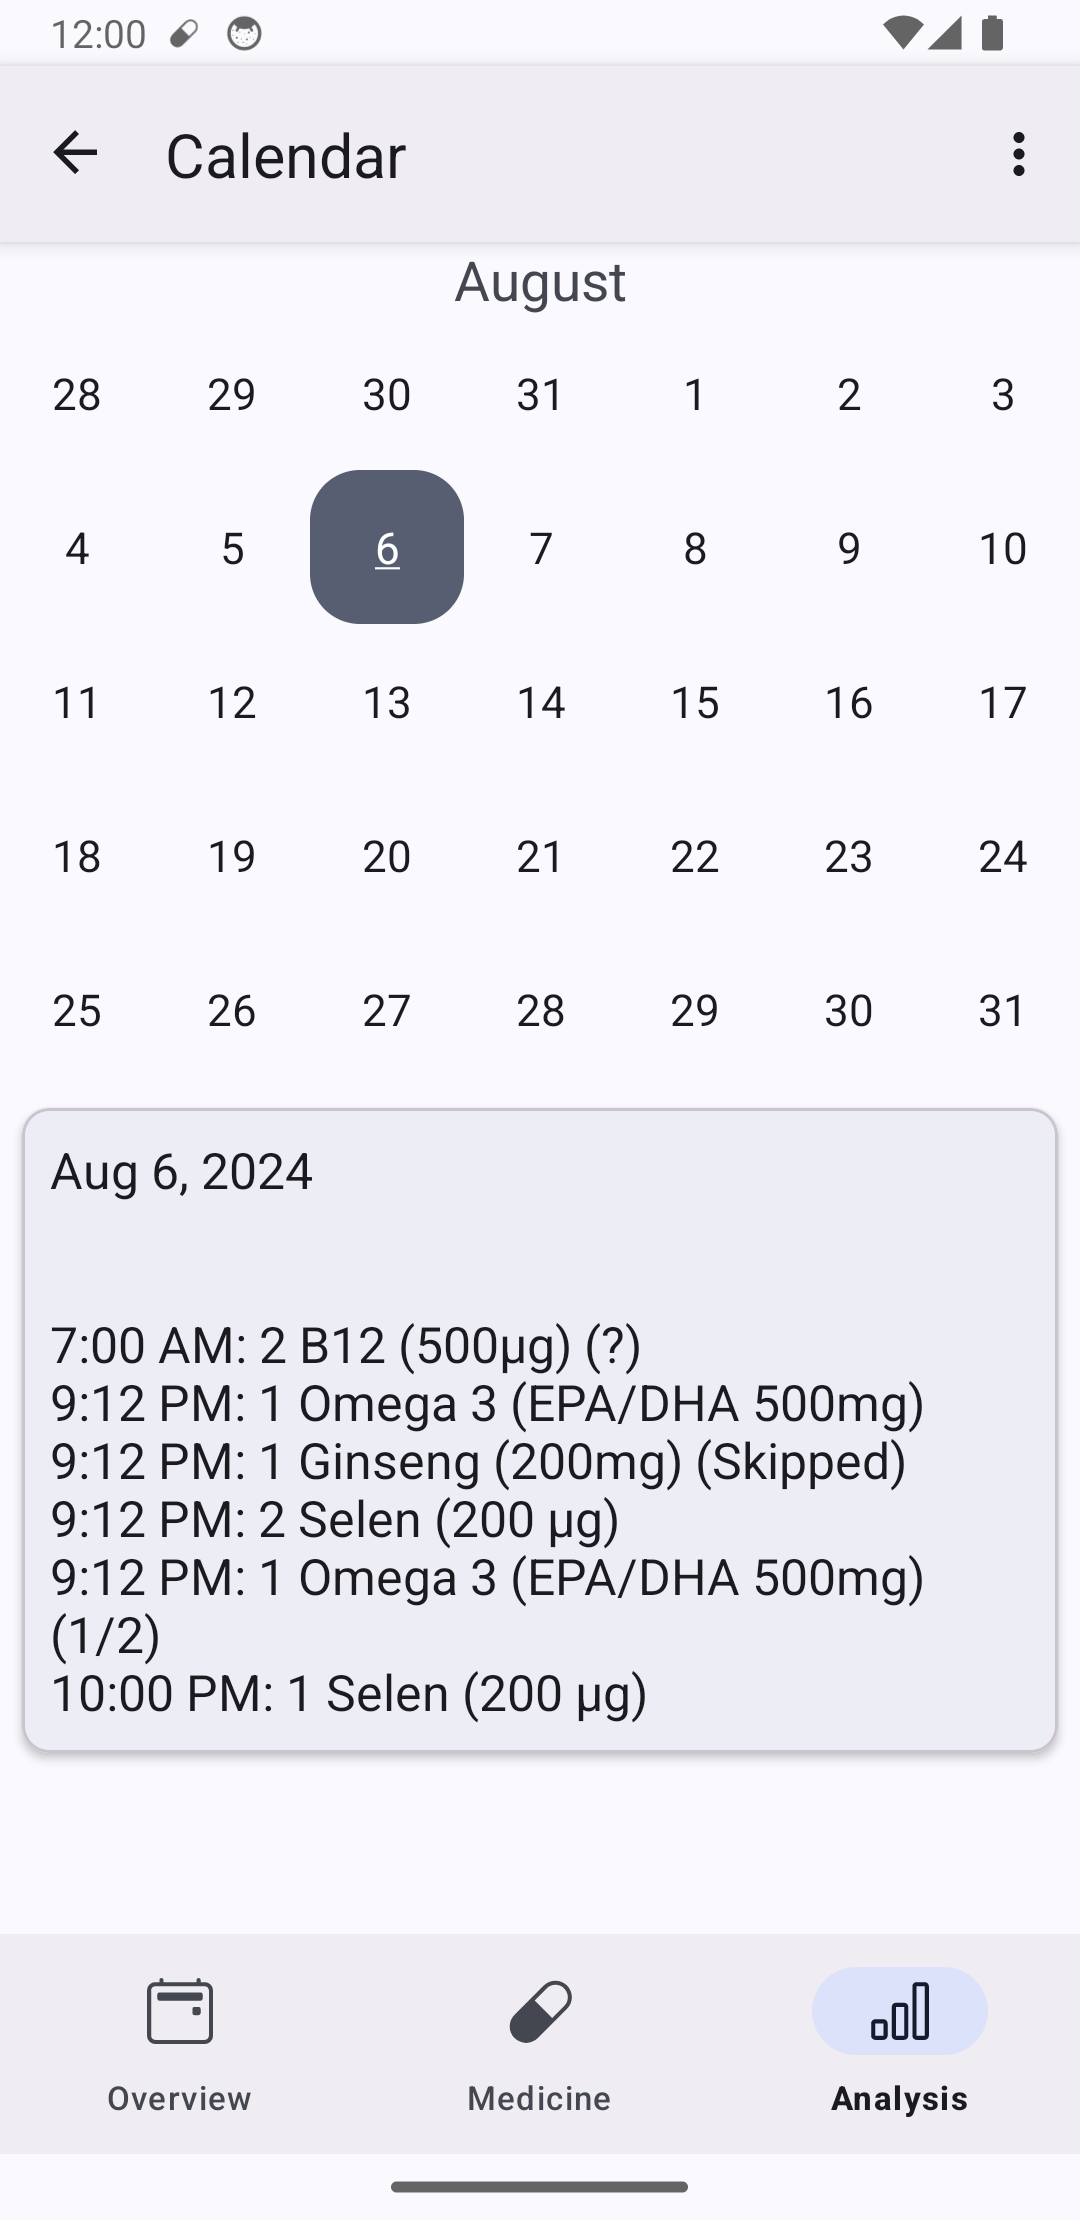 12:00
Calendar
August
28 29 30 31 1 2 3
4 5 6 7 8 9 10
11 12 13 14 15 16 17
18 19 20 21 22 23 24
25 26 27 28 29 30 31
Aug 6, 2024
7:00 AM: 2 B12 (500µg) (?)
9:12 PM: 1 Omega 3 (EPA/DHA 500mg)
9:12 PM: 1 Ginseng (200mg) (Skipped)
9:12 PM: 2 Selen (200 µg)
9:12 PM: 1 Omega 3 (EPA/DHA 500mg)
(1/2)
10:00 PM: 1 Selen (200 µg)
Overview Medicine Analysis